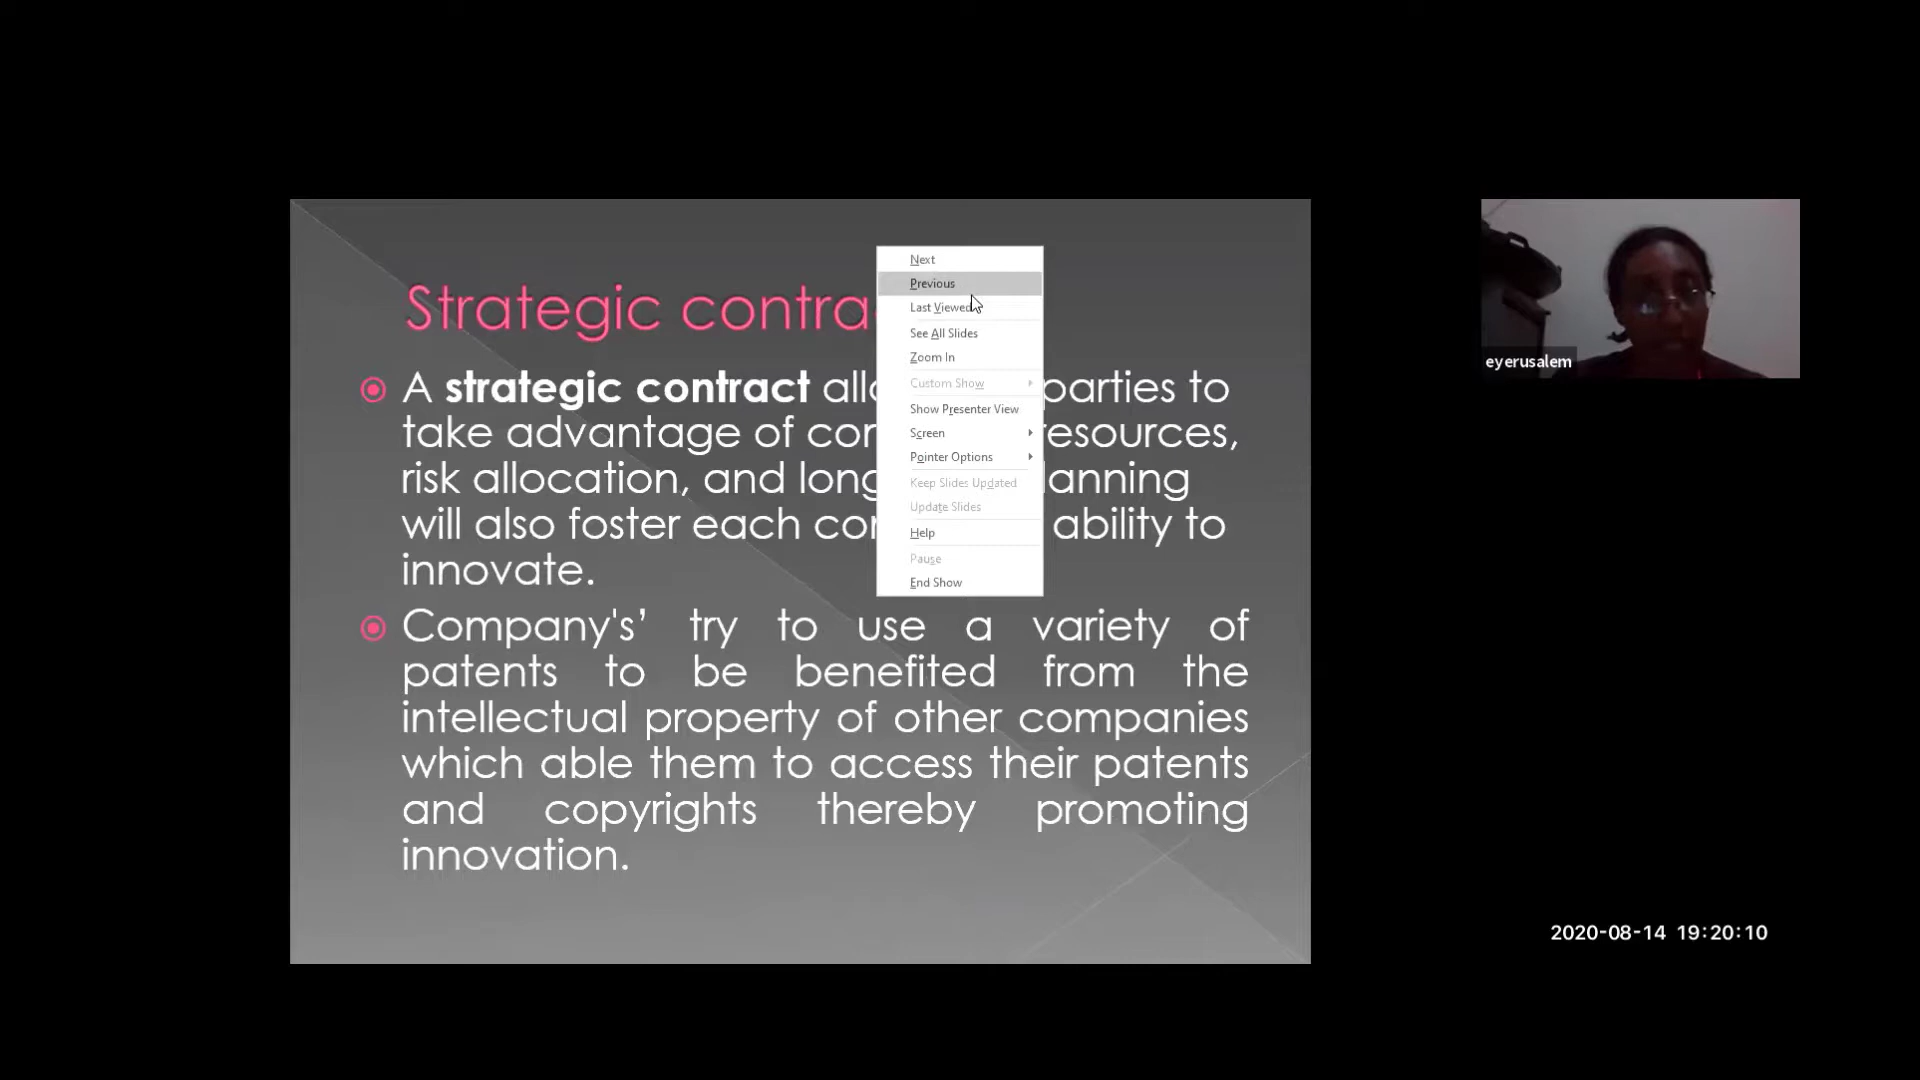 Strategic contra
A strategic contract allo parties to
take advantage of co resources,
risk allocation, and long lanning
will also foster each co ability to
innovate.
Company's’ try to use a variety of
patents to be benefited from the
intellectual property of other companies
which able them to access their patents
and copyrights thereby promoting
innovation.
Next
Previous
Last Viewed
See All Slides
Zoom In
Custom Show
Show Presenter View
Screen
Pointer Options
Keep Slides Updated
Update Slides
Help
Pause
End Show
eyerusalem
2020-08-14 19:20:10